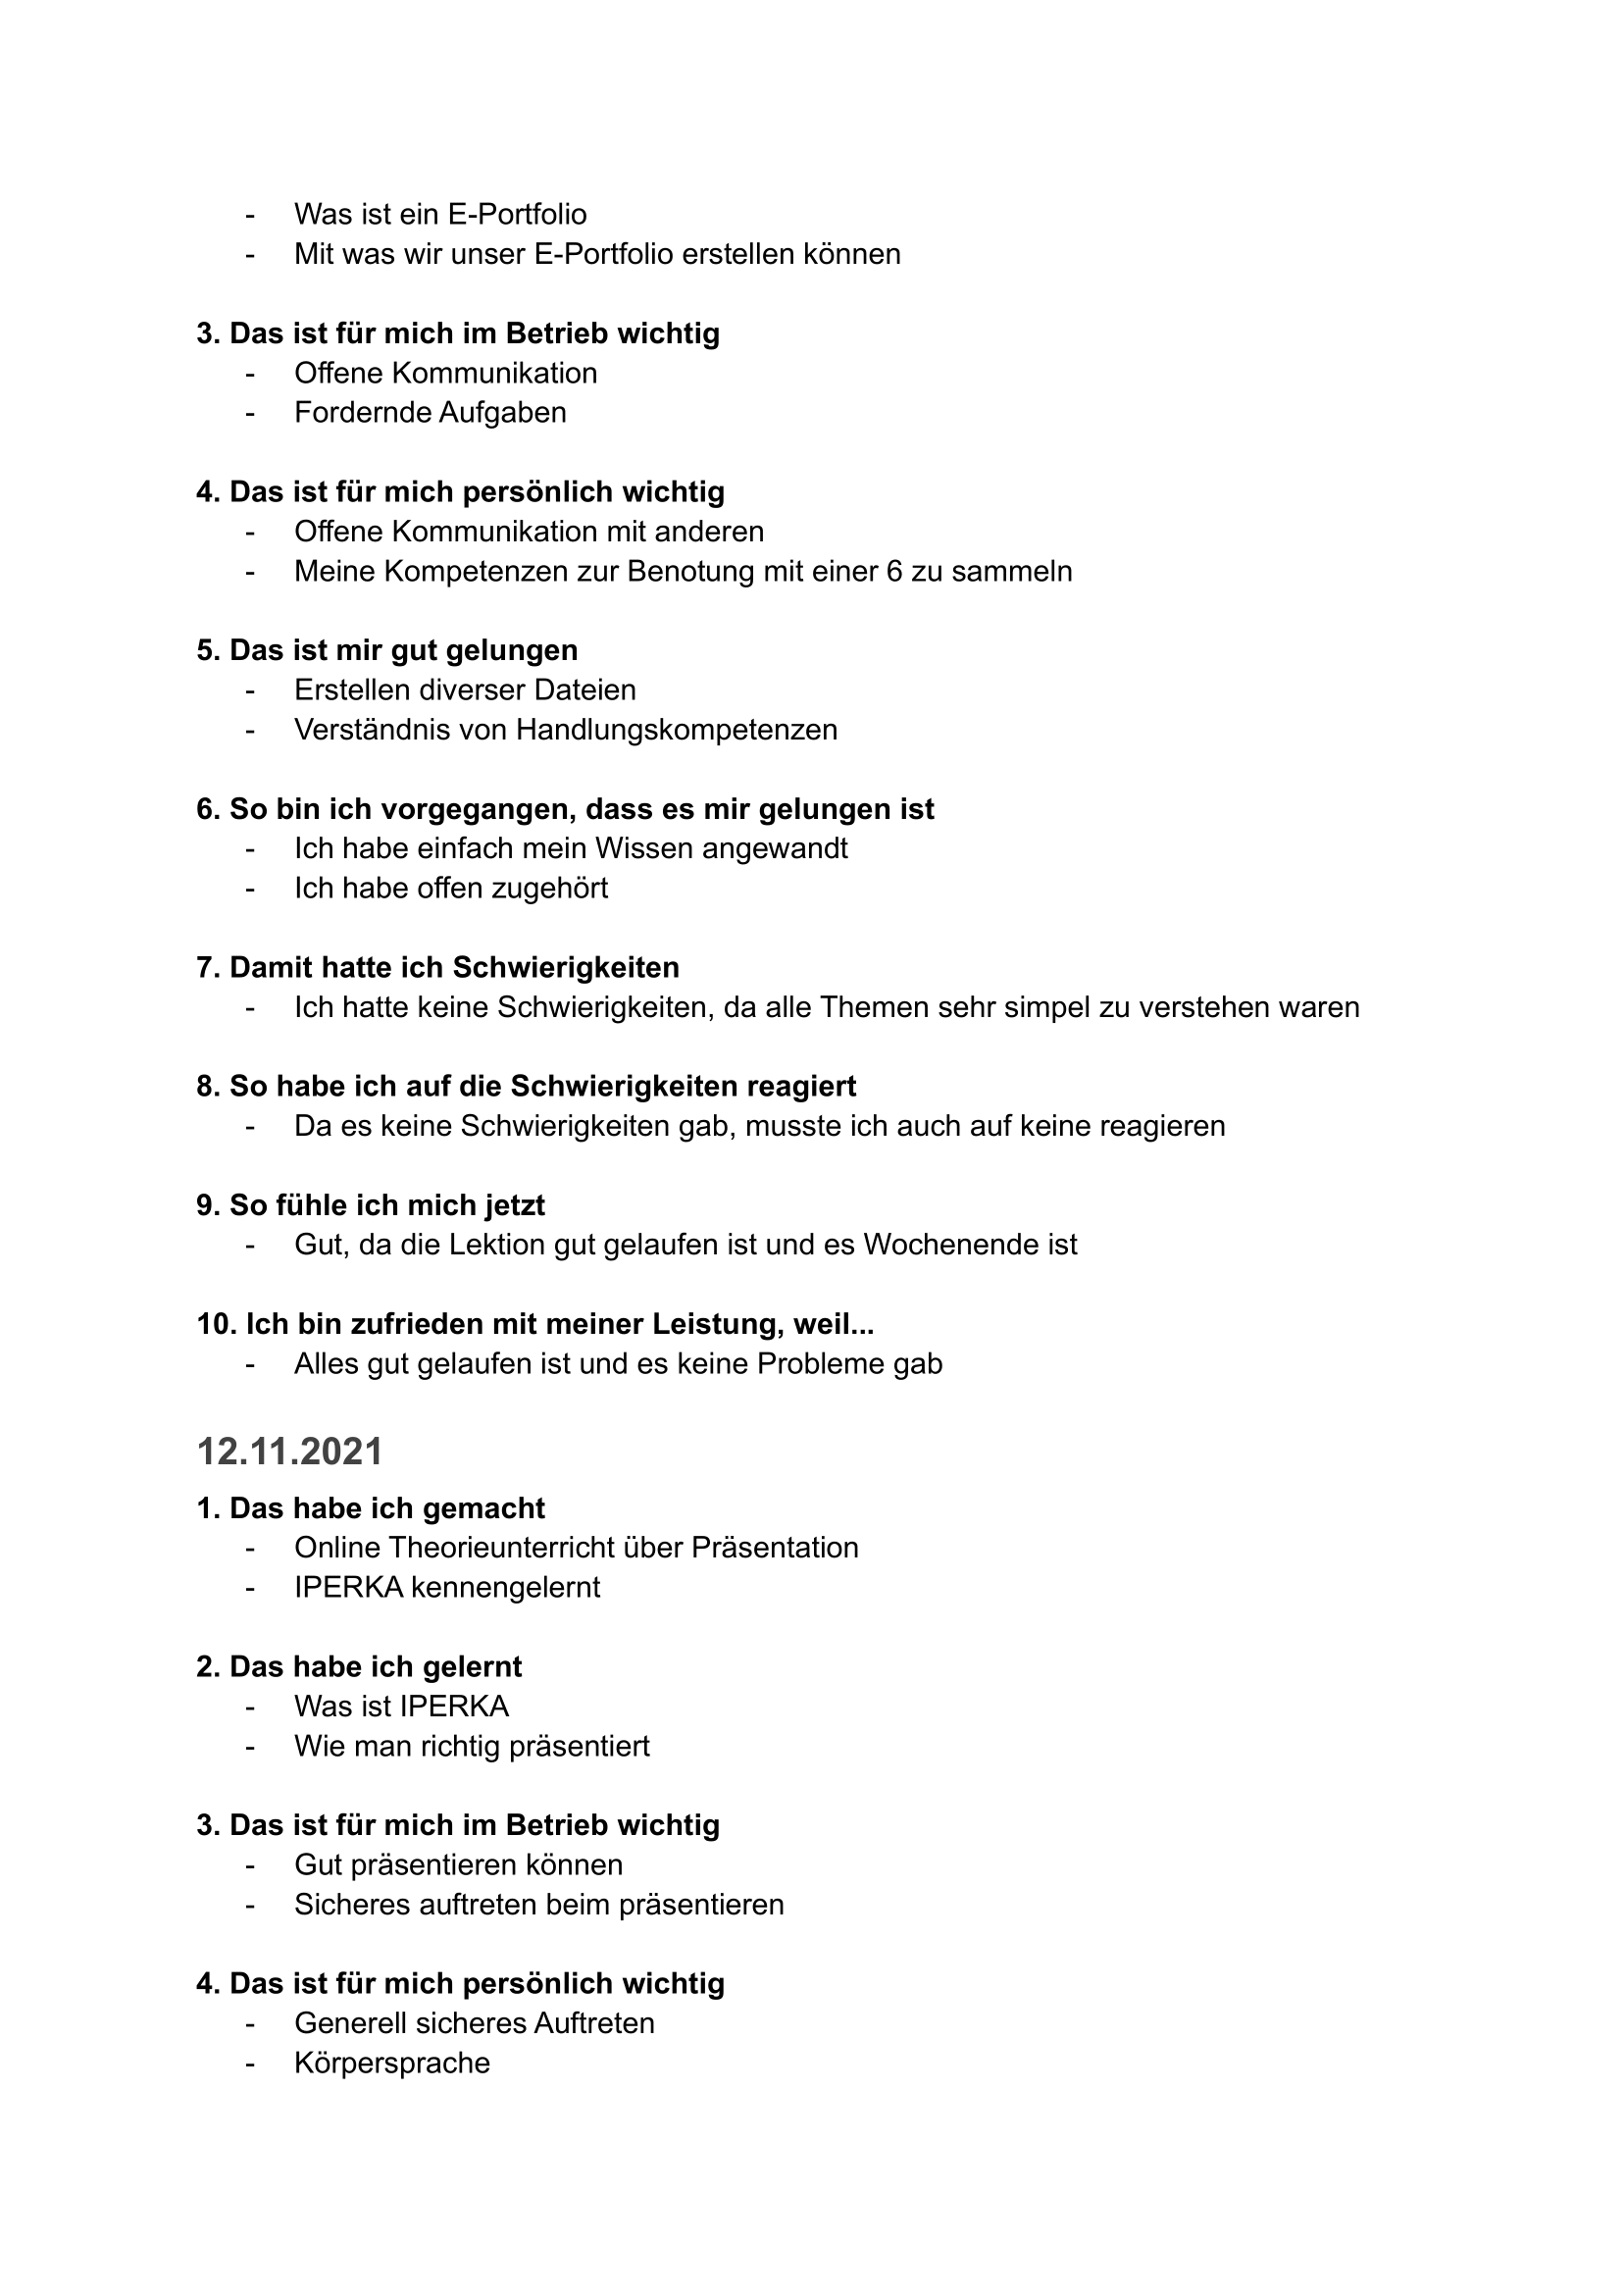 - Was ist ein E-Portfolio
- Mit was wir unser E-Portfolio erstellen können
3. Das ist für mich im Betrieb wichtig
- Offene Kommunikation
- Fordernde Aufgaben
4. Das ist für mich persönlich wichtig
- Offene Kommunikation mit anderen
- Meine Kompetenzen zur Benotung mit einer 6 zu sammeln
5. Das ist mir gut gelungen
- Erstellen diverser Dateien
- Verständnis von Handlungskompetenzen
6. So bin ich vorgegangen, dass es mir gelungen ist
- Ich habe einfach mein Wissen angewandt
- Ich habe offen zugehört
7. Damit hatte ich Schwierigkeiten
- Ich hatte keine Schwierigkeiten, da alle Themen sehr simpel zu verstehen waren
8. So habe ich auf die Schwierigkeiten reagiert
- Da es keine Schwierigkeiten gab, musste ich auch auf keine reagieren
9. So fühle ich mich jetzt
- Gut, da die Lektion gut gelaufen ist und es Wochenende ist
10. Ich bin zufrieden mit meiner Leistung, weil...
- Alles gut gelaufen ist und es keine Probleme gab
12.11.2021
1. Das habe ich gemacht
- Online Theorieunterricht über Präsentation
- IPERKA kennengelernt
2. Das habe ich gelernt
- Was ist IPERKA
- Wie man richtig präsentiert
3. Das ist für mich im Betrieb wichtig
- Gut präsentieren können
- Sicheres auftreten beim präsentieren
4. Das ist für mich persönlich wichtig
- Generell sicheres Auftreten
- Körpersprache